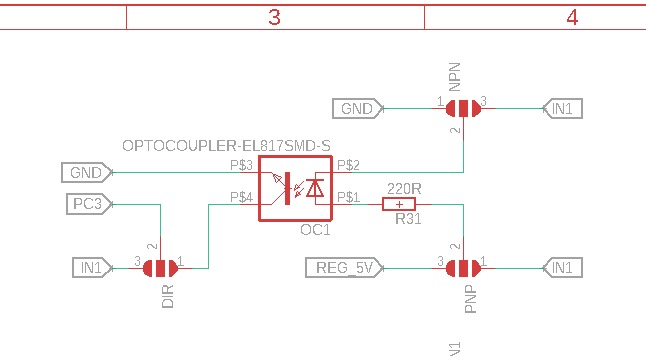 3
4
NPN
GND
1
3
IN1
2
OPTOCOUPLER-EL817SMD-S
GND
P$3
P$2
PC3
P$4
P$1
220R
R31
OC1
2
2
IN1
3
1
REG_5V
3
1
IN1
DIR
PNP
N1